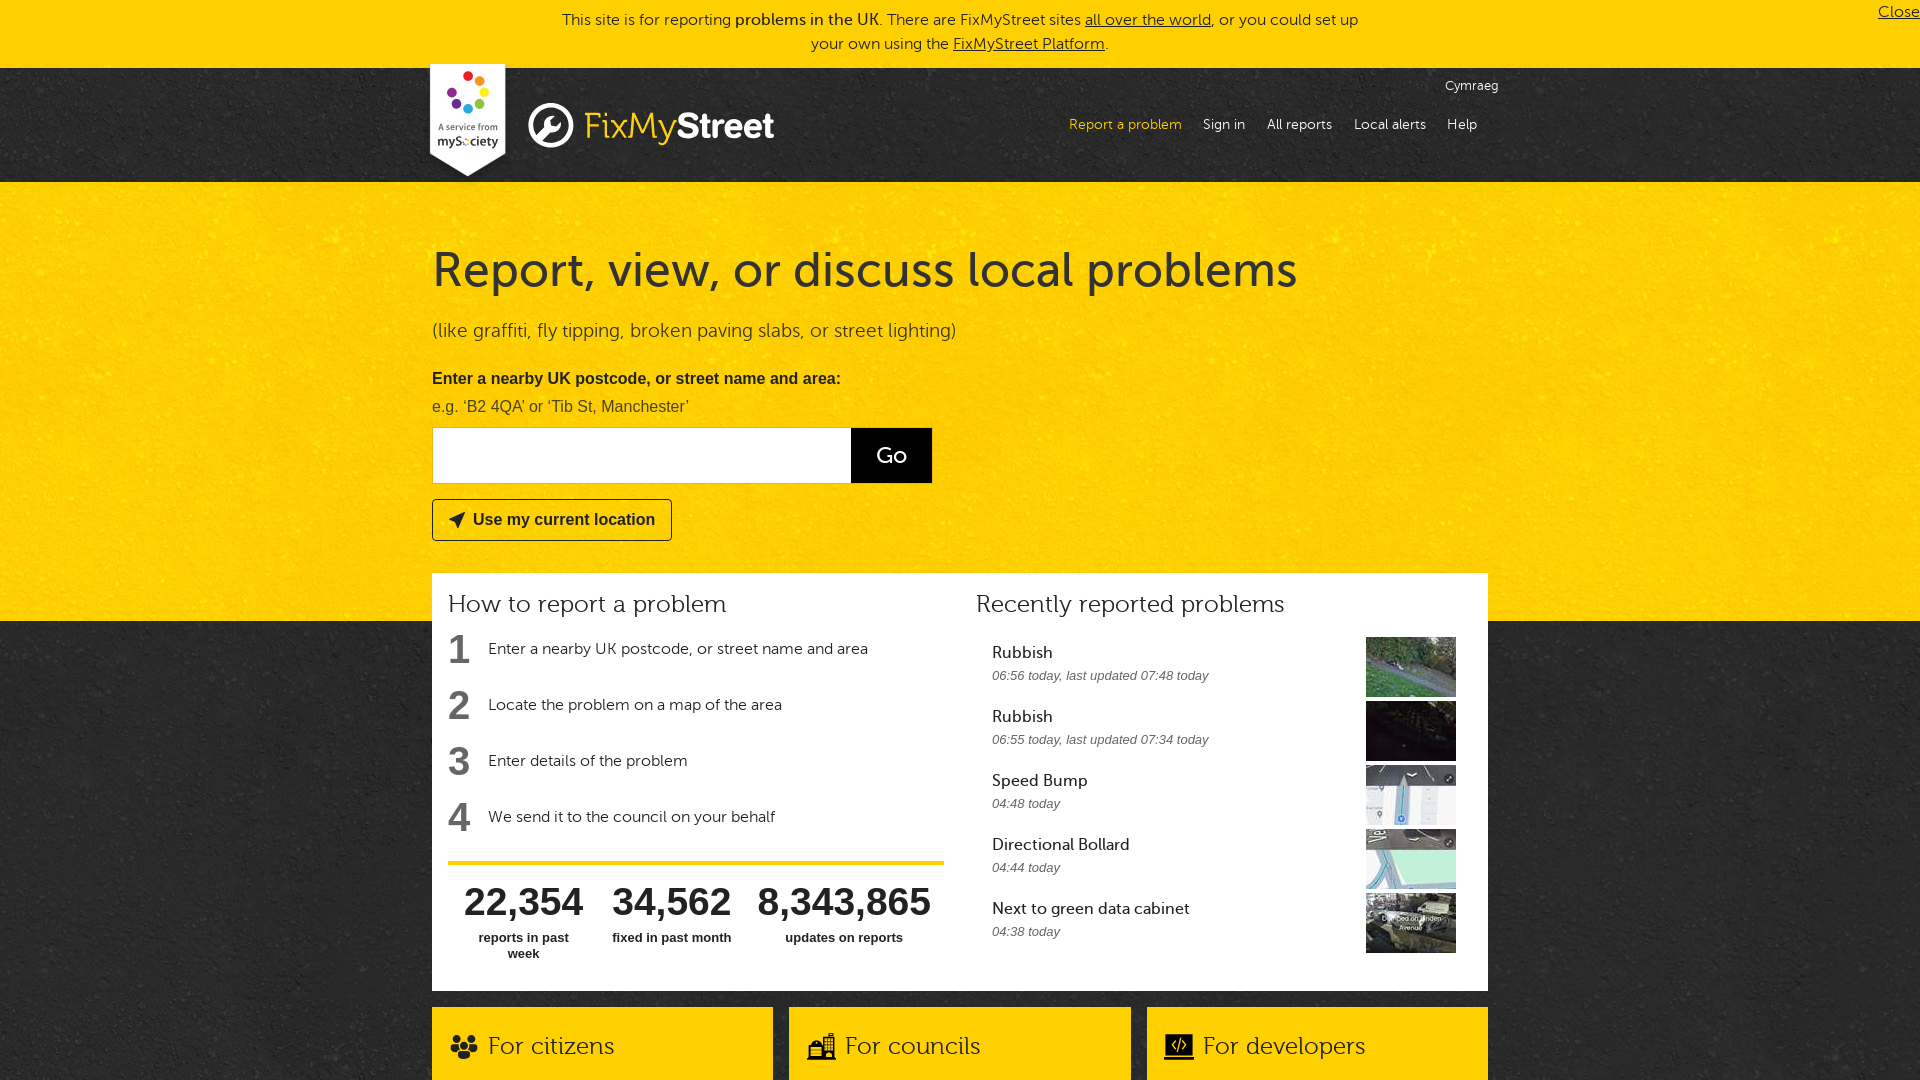 This site is for reporting problems in the UK. There are FixMyStreet sites all over the world, or you could set up
your own using the FixMyStreet Platform.
Close
Cymraeg
A service from
mySociety
FixMyStreet
Report a problem
Sign in
All reports
Local alerts
Help
Report, view, or discuss local problems
(like graffiti, fly tipping, broken paving slabs, or street lighting)
Enter a nearby UK postcode, or street name and area:
e.g. ‘B2 4QA’ or ‘Tib St, Manchester’
Go
Use my current location
How to report a problem
1 Enter a nearby UK postcode, or street name and area
2 Locate the problem on a map of the area
3 Enter details of the problem
4 We send it to the council on your behalf
22,354
reports in past
week
34,562
fixed in past month
8,343,865
updates on reports
Recently reported problems
Rubbish
06:56 today, last updated 07:48 today
Rubbish
06:55 today, last updated 07:34 today
Speed Bump
04:48 today
Directional Bollard
04:44 today
Next to green data cabinet
04:38 today
For citizens
For councils
For developers